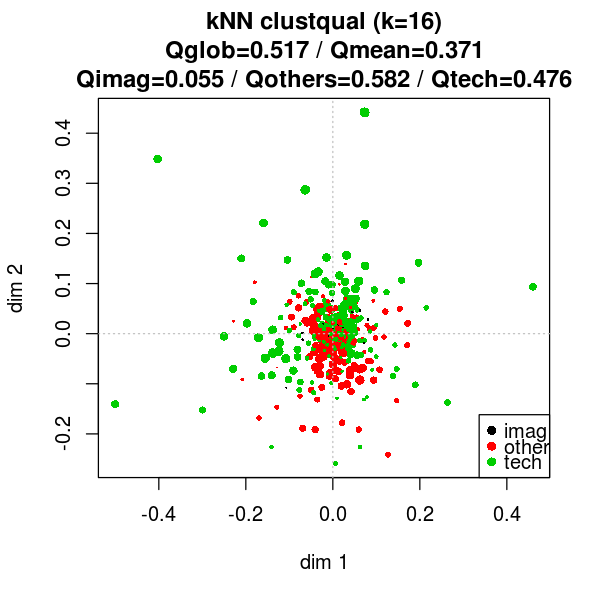 kNN clustqual (k=16)
Qglob=0.517 / Qmean=0.371
Qimag=0.055 / Qothers=0.582 / Qtech=0.476
0.4
0.3
0.2
0.1
0.0
-0.2
dim 2
imag
other
tech
-0.4
-0.2
0.0
0.2
0.4
dim 1